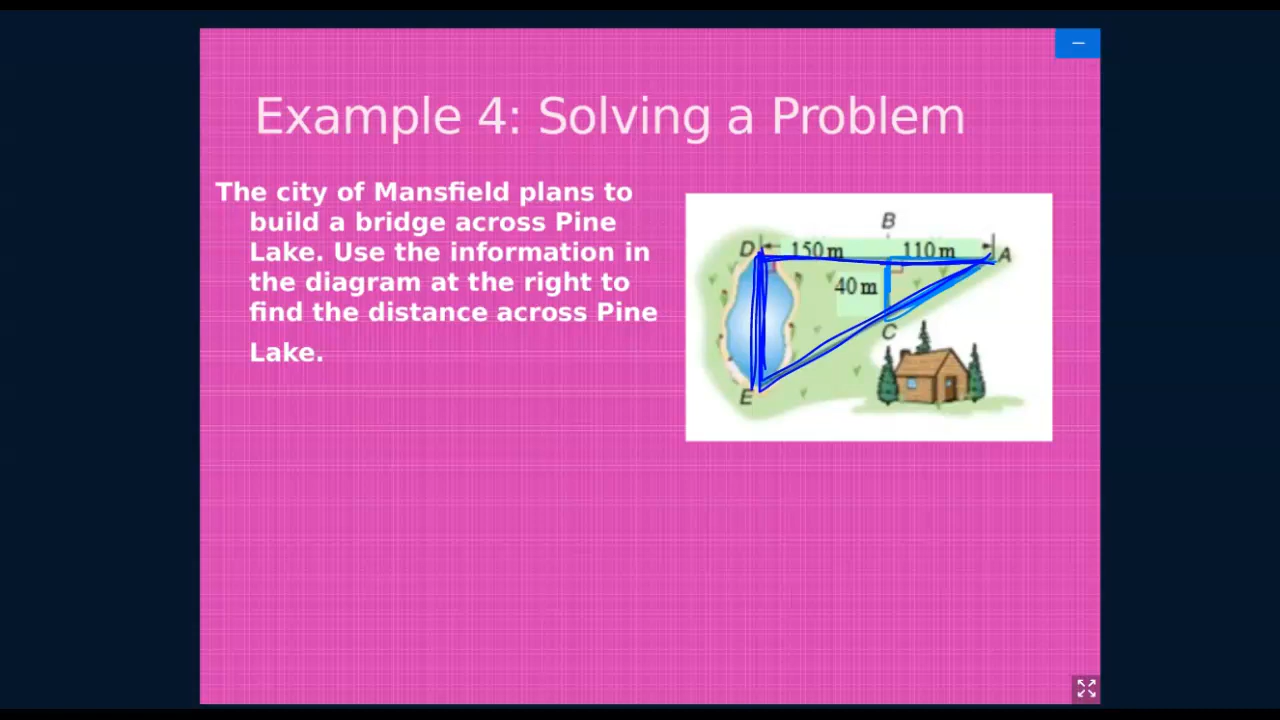 Example 4: Solving a Problem
The city of Mansfield plans to
build a bridge across Pine
Lake. Use the information in
the diagram at the right to
find the distance across Pine
Lake.
B
D 150 m 110 m A
40 m
C
E